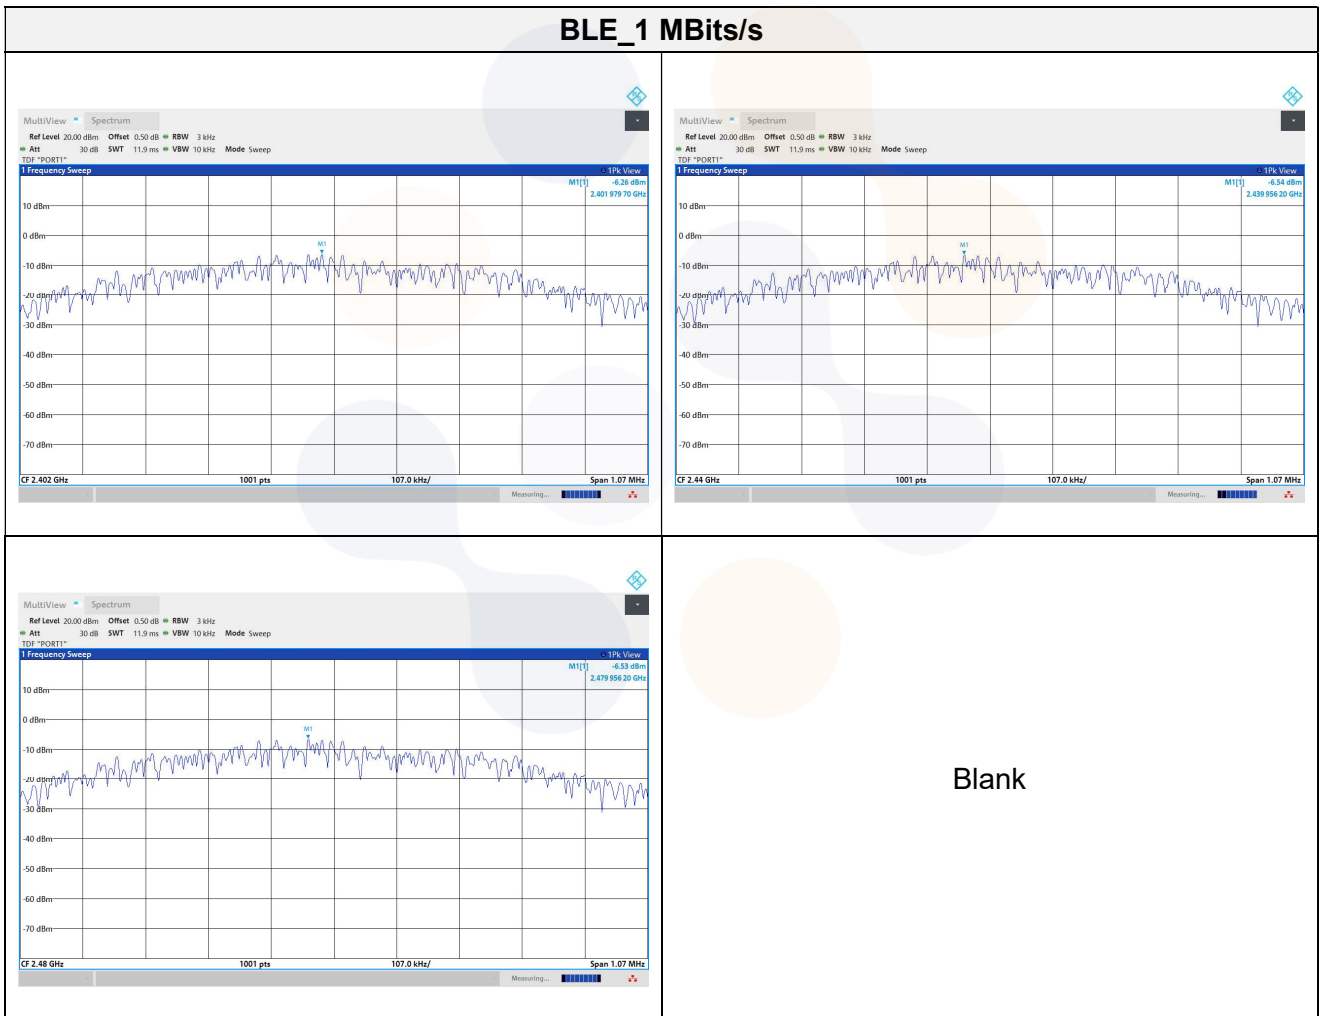 BLE_1 MBits/s
MultiView Spectrum
Ref Level 20.00 dBm Offset 0.50 dB RBW 3 kHz
Att 30 dB SWT 11.9 ms VBW 10 kHz Mode Sweep
TDF "PORT1"
1 Frequency Sweep 1Pk View
M1[1] -6.26 dBm
2.401 979 70 GHz
10 dBm
0 dBm
M1
-10 dBm
-20 dBm
-30 dBm
-40 dBm
-50 dBm
-60 dBm
-70 dBm
CF 2.402 GHz 1001 pts 107.0 kHz/ Span 1.07 MHz
Measuring...
MultiView Spectrum
Ref Level 20.00 dBm Offset 0.50 dB RBW 3 kHz
Att 30 dB SWT 11.9 ms VBW 10 kHz Mode Sweep
TDF "PORT1"
1 Frequency Sweep 1Pk View
M1[1] -6.54 dBm
2.439 956 20 GHz
10 dBm
0 dBm
M1
-10 dBm
-20 dBm
-30 dBm
-40 dBm
-50 dBm
-60 dBm
-70 dBm
CF 2.44 GHz 1001 pts 107.0 kHz/ Span 1.07 MHz
Measuring...
MultiView Spectrum
Ref Level 20.00 dBm Offset 0.50 dB RBW 3 kHz
Att 30 dB SWT 11.9 ms VBW 10 kHz Mode Sweep
TDF "PORT1"
1 Frequency Sweep 1Pk View
M1[1] -6.53 dBm
2.479 956 20 GHz
10 dBm
0 dBm
M1
-10 dBm
-20 dBm
-30 dBm
-40 dBm
-50 dBm
-60 dBm
-70 dBm
CF 2.48 GHz 1001 pts 107.0 kHz/ Span 1.07 MHz
Measuring...
Blank